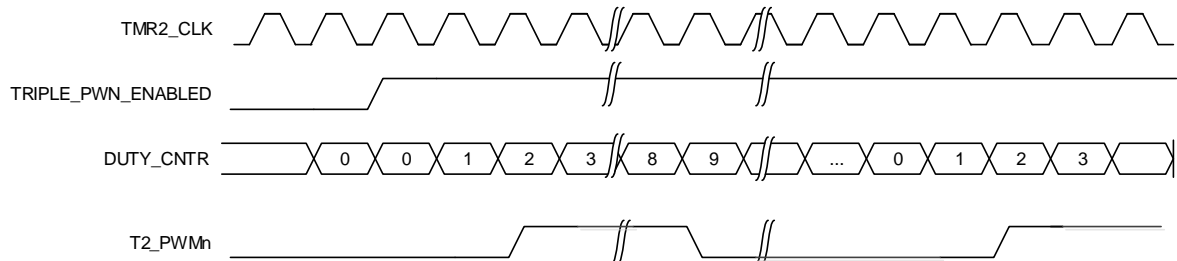 TMR2_CLK
TRIPLE_PWN_ENABLED
DUTY_CNTR 0 0 1 2 3 8 9 ... 0 1 2 3
T2_PWMn